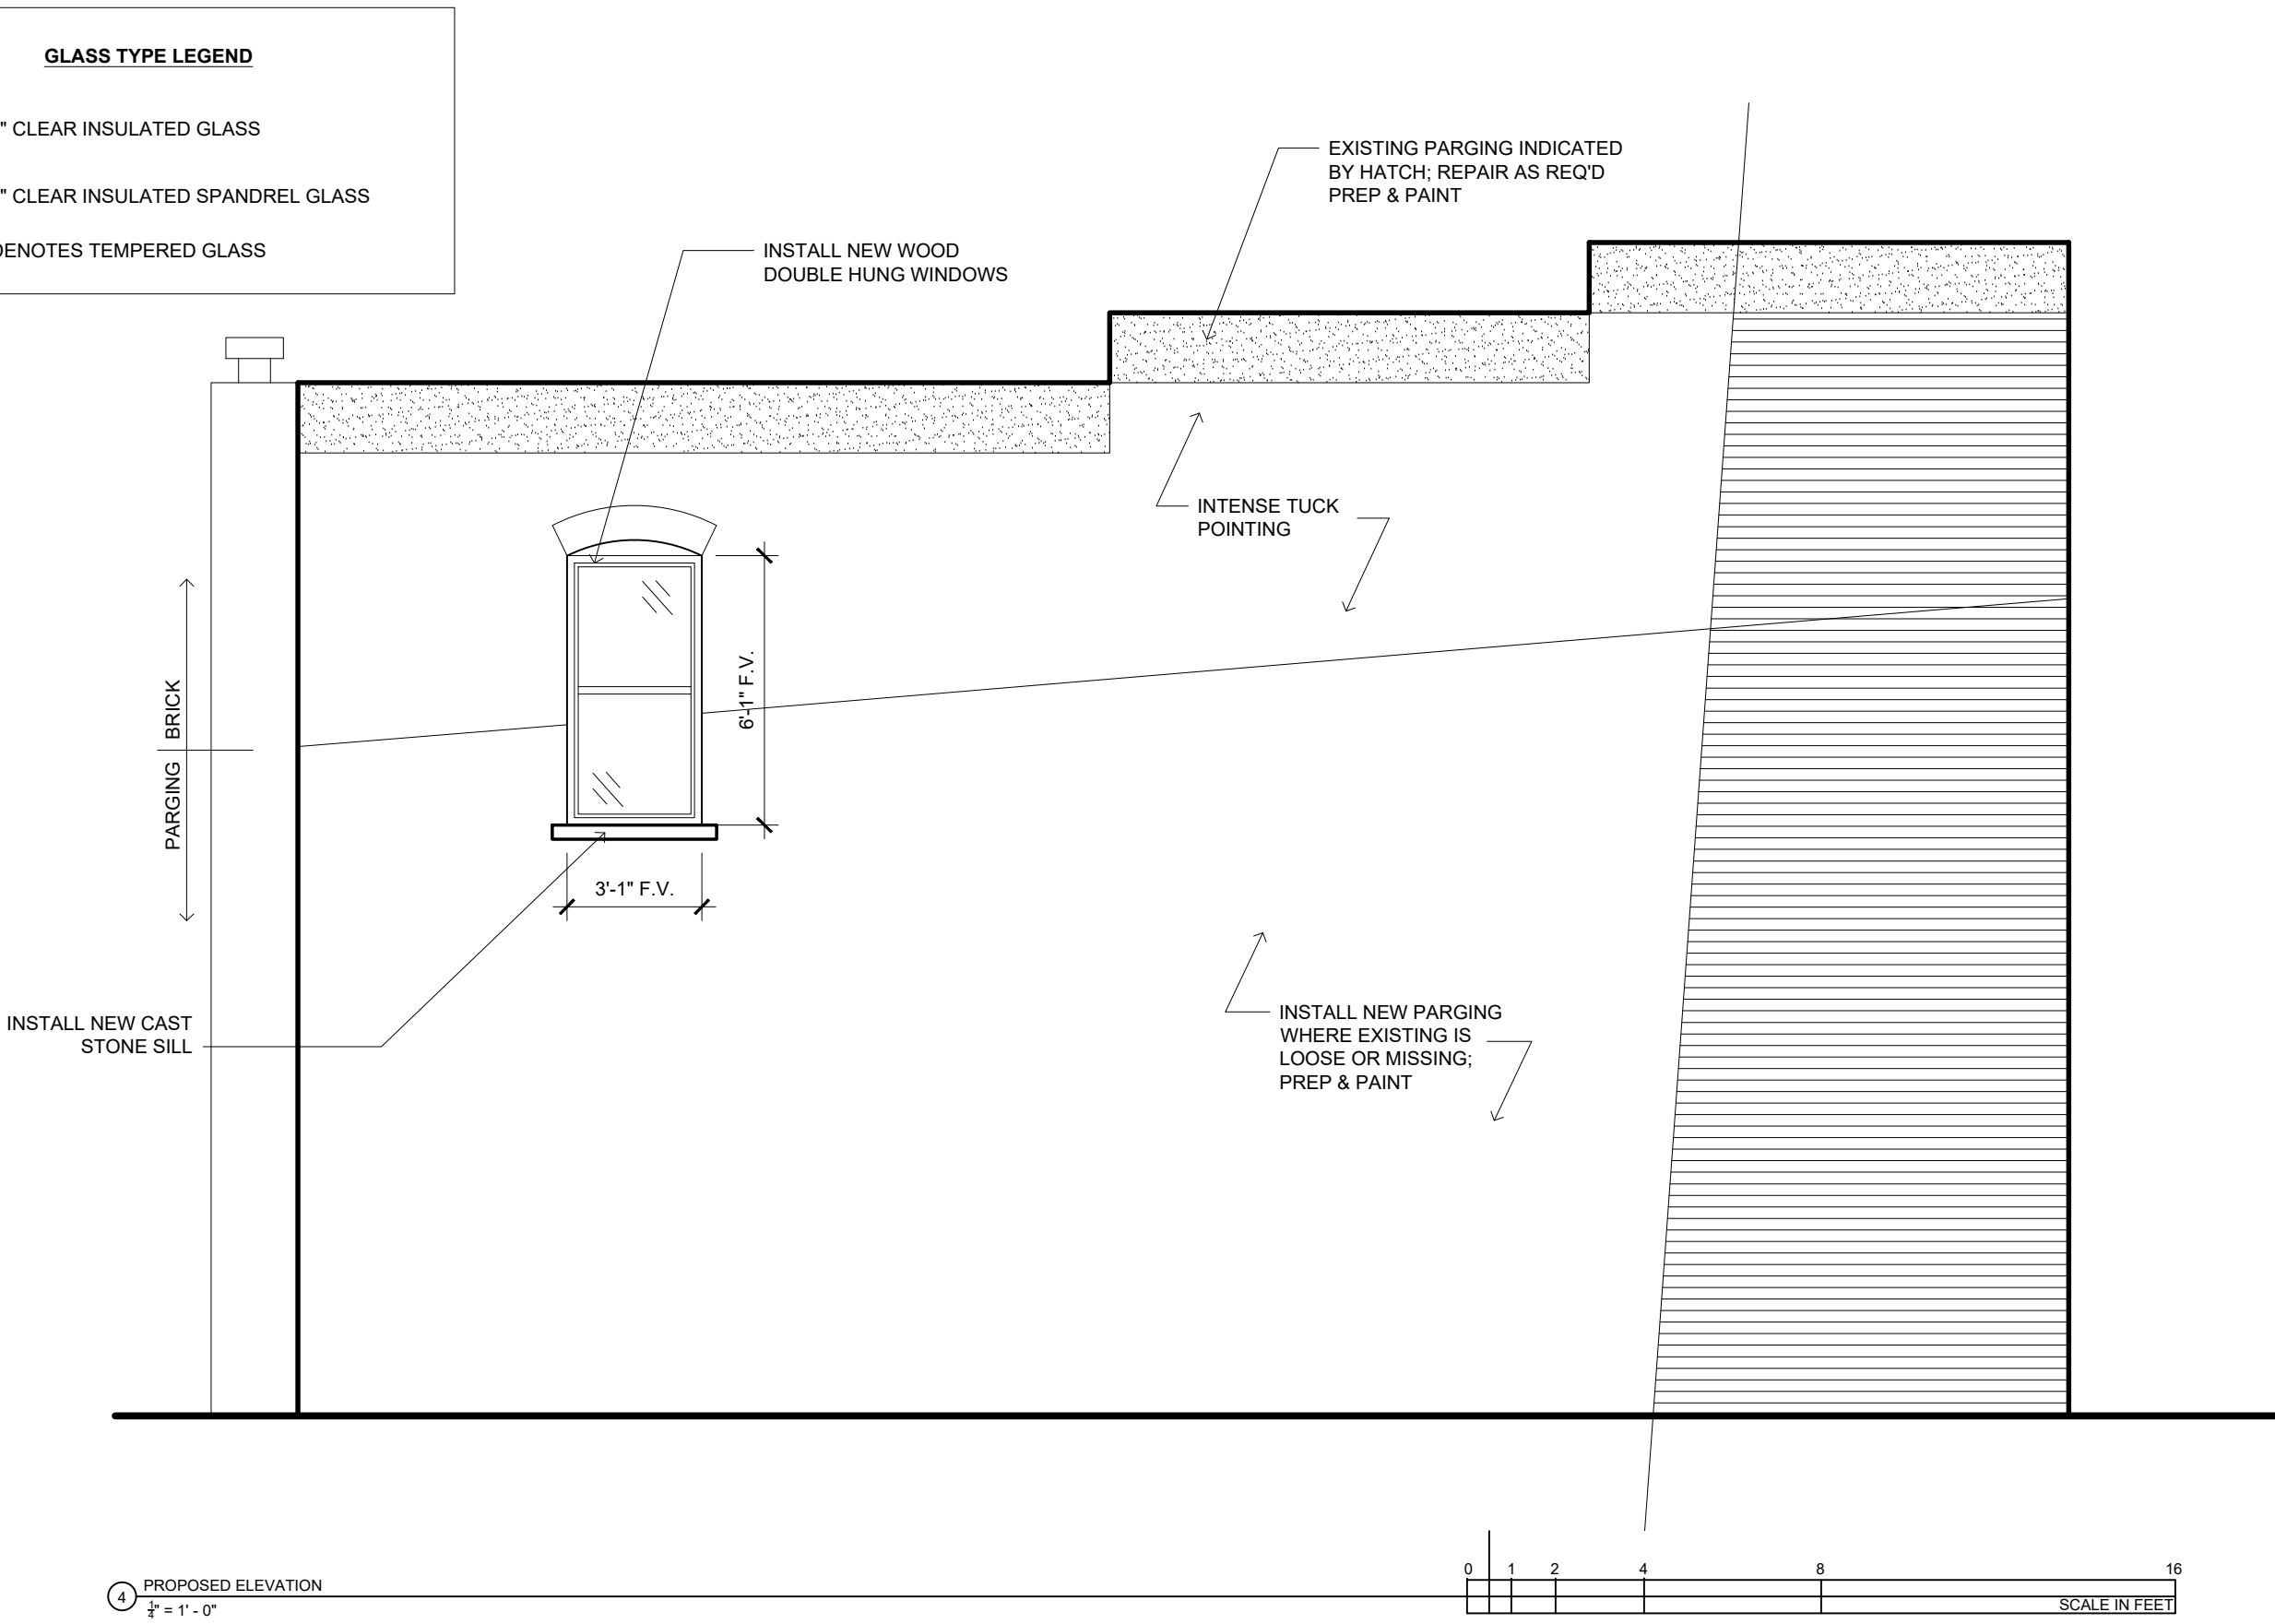 GLASS TYPE LEGEND
" CLEAR INSULATED GLASS
" CLEAR INSULATED SPANDREL GLASS
DENOTES TEMPERED GLASS
EXISTING PARGING INDICATED
BY HATCH; REPAIR AS REQ'D
PREP & PAINT
INSTALL NEW WOOD
DOUBLE HUNG WINDOWS
INTENSE TUCK
POINTING
BRICK
PARGING
6'-1" F.V.
3'-1" F.V.
INSTALL NEW CAST
STONE SILL
INSTALL NEW PARGING
WHERE EXISTING IS
LOOSE OR MISSING;
PREP & PAINT
4
PROPOSED ELEVATION
1/4" = 1' - 0"
0 1 2 4 8 16
SCALE IN FEET